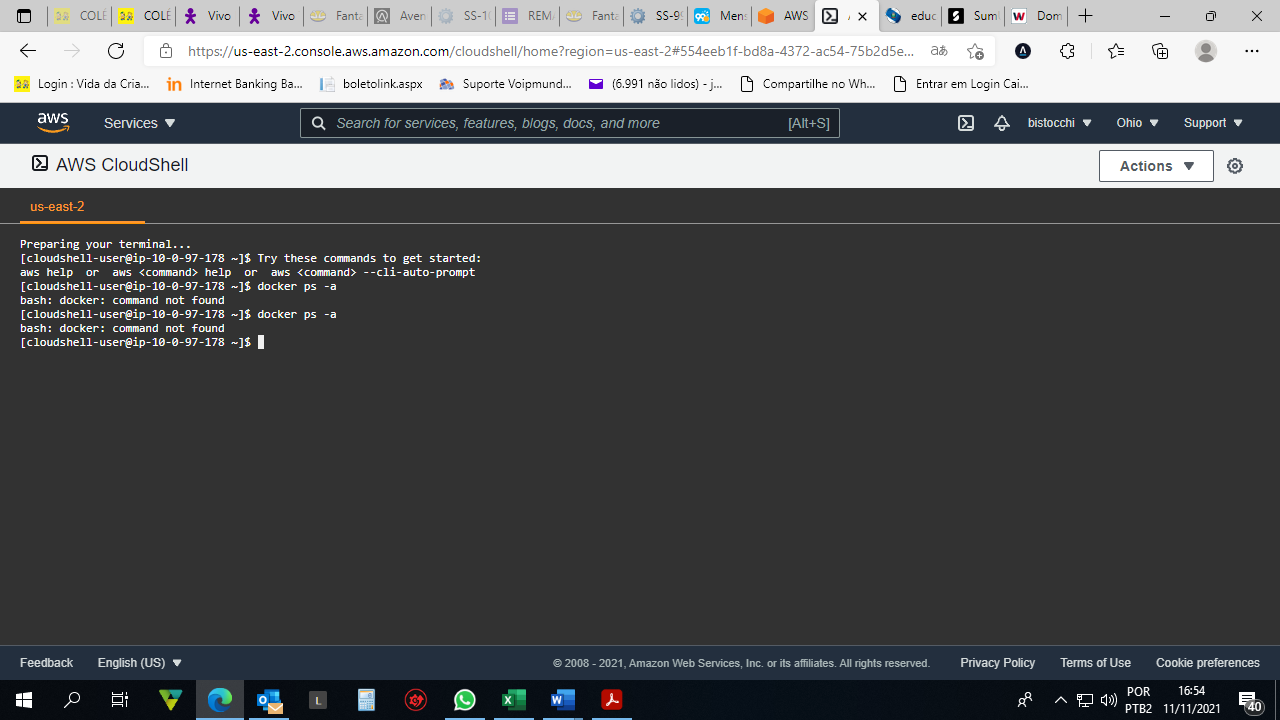 COLÉ
COLÉ
Vivo
Vivo
Fanta
Aven
SS-10
REMA
Fanta
SS-99
Mens
AWS
educ
Sum
Dom
https://us-east-2.console.aws.amazon.com/cloudshell/home?region=us-east-2#554eeb1f-bd8a-4372-ac54-75b2d5e...
Login : Vida da Cria...
Internet Banking Ba...
boletolink.aspx
Suporte Voipmund...
(6.991 não lidos) - j...
Compartilhe no Wh...
Entrar em Login Cai...
aws
Services
Search for services, features, blogs, docs, and more
[Alt+S]
bistocchi
Ohio
Support
AWS CloudShell
Actions
us-east-2
Preparing your terminal...
[cloudshell-user@ip-10-0-97-178 ~]$ Try these commands to get started:
aws help  or  aws <command> help  or  aws <command> --cli-auto-prompt
[cloudshell-user@ip-10-0-97-178 ~]$ docker ps -a
bash: docker: command not found
[cloudshell-user@ip-10-0-97-178 ~]$ docker ps -a
bash: docker: command not found
[cloudshell-user@ip-10-0-97-178 ~]$
Feedback
English (US)
© 2008 - 2021, Amazon Web Services, Inc. or its affiliates. All rights reserved.
Privacy Policy
Terms of Use
Cookie preferences
POR
PTB2
16:54
11/11/2021
40